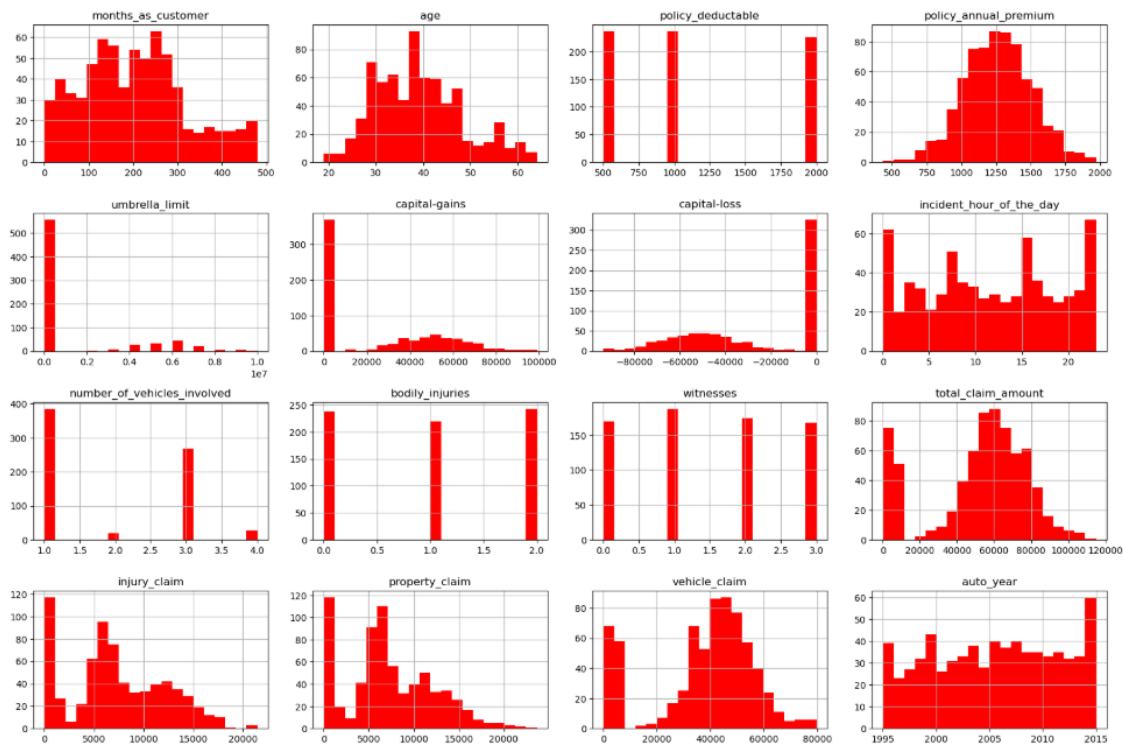 months_as_customer
60
50
40
30
20
10
0
0 100 200 300 400 500
age
80
60
40
20
0
20 30 40 50 60
policy_deductable
200
150
100
50
0
500 750 1000 1250 1500 1750 2000
policy_annual_premium
80
60
40
20
0
500 750 1000 1250 1500 1750 2000
umbrella_limit
500
400
300
200
100
0
0.0 0.2 0.4 0.6 0.8 1.0
1e7
capital-gains
300
200
100
0
0 20000 40000 60000 80000 100000
capital-loss
300
250
200
150
100
50
0
−80000 −60000 −40000 −20000 0
incident_hour_of_the_day
60
40
20
0
0 5 10 15 20
number_of_vehicles_involved
400
300
200
100
0
1.0 1.5 2.0 2.5 3.0 3.5 4.0
bodily_injuries
250
200
150
100
50
0
0.0 0.5 1.0 1.5 2.0
witnesses
150
100
50
0
0.0 0.5 1.0 1.5 2.0 2.5 3.0
total_claim_amount
80
60
40
20
0
0 20000 40000 60000 80000 100000 120000
injury_claim
120
100
80
60
40
20
0
0 5000 10000 15000 20000
property_claim
120
100
80
60
40
20
0
0 5000 10000 15000 20000
vehicle_claim
80
60
40
20
0
0 20000 40000 60000 80000
auto_year
60
50
40
30
20
10
0
1995 2000 2005 2010 2015